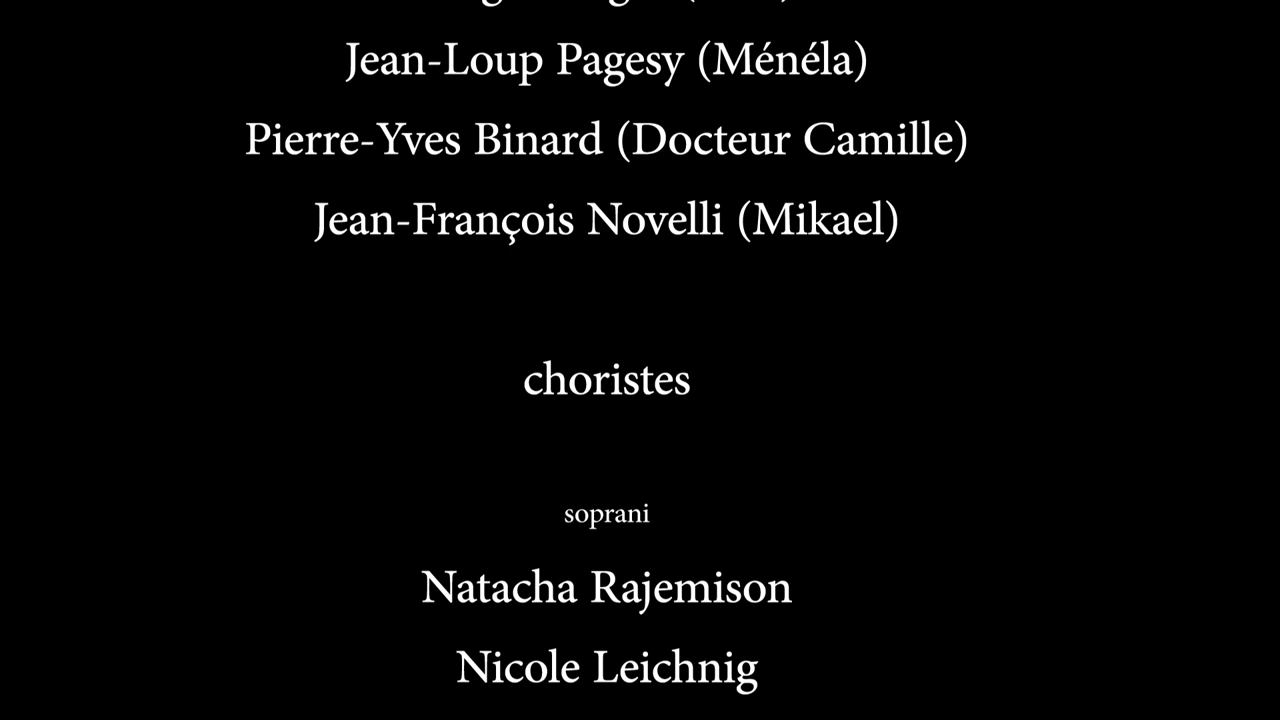 Jean-Loup Pagesy (Ménéla)
Pierre-Yves Binard (Docteur Camille)
Jean-François Novelli (Mikael)
choristes
soprani
Natacha Rajemison
Nicole Leichnig